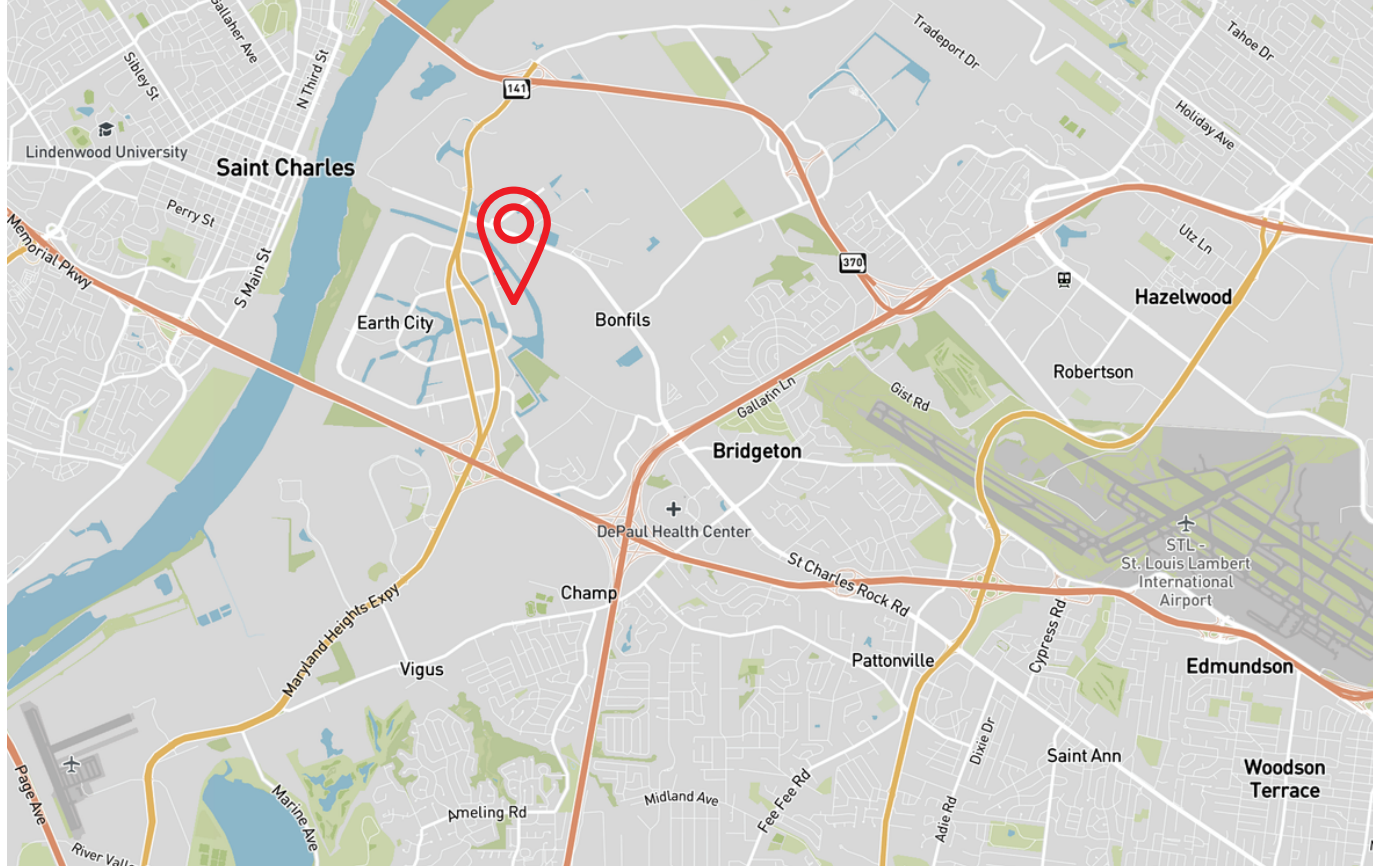 Gallaher Ave
Sibley St
N Third St
Tradeport Dr
Tahoe Dr
141
Holiday Ave
Lindenwood University
Saint Charles
Perry St
Utz Ln
Memorial Pkwy
S Main St
370
Hazelwood
Earth City
Bonfils
Robertson
Gallatin Ln
Gist Rd
Bridgeton
DePaul Health Center
STL -
St. Louis Lambert
International
Airport
St Charles Rock Rd
Champ
Maryland Heights Expy
Cypress Rd
Vigus
Pattonville
Edmundson
Dixie Dr
Saint Ann
Woodson
Terrace
Page Ave
Marine Ave
Ameling Rd
Midland Ave
Fee Fee Rd
Adie Rd
River Valle